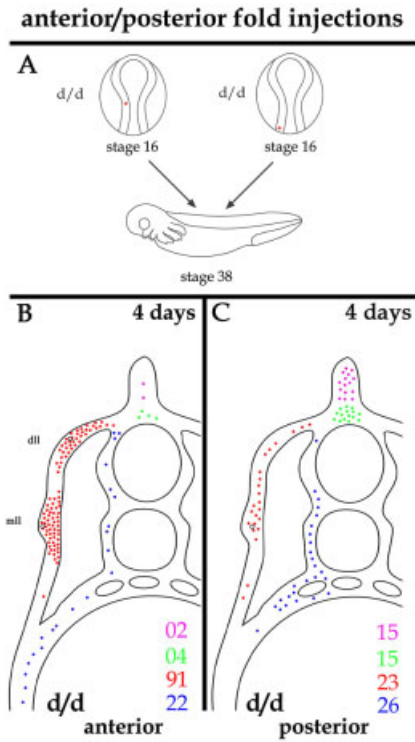 anterior/posterior fold injections
A
d/d d/d
stage 16 stage 16
stage 38
B 4 days C 4 days
dll
mll
02 15
04 15
91 23
22 26
d/d d/d
anterior posterior